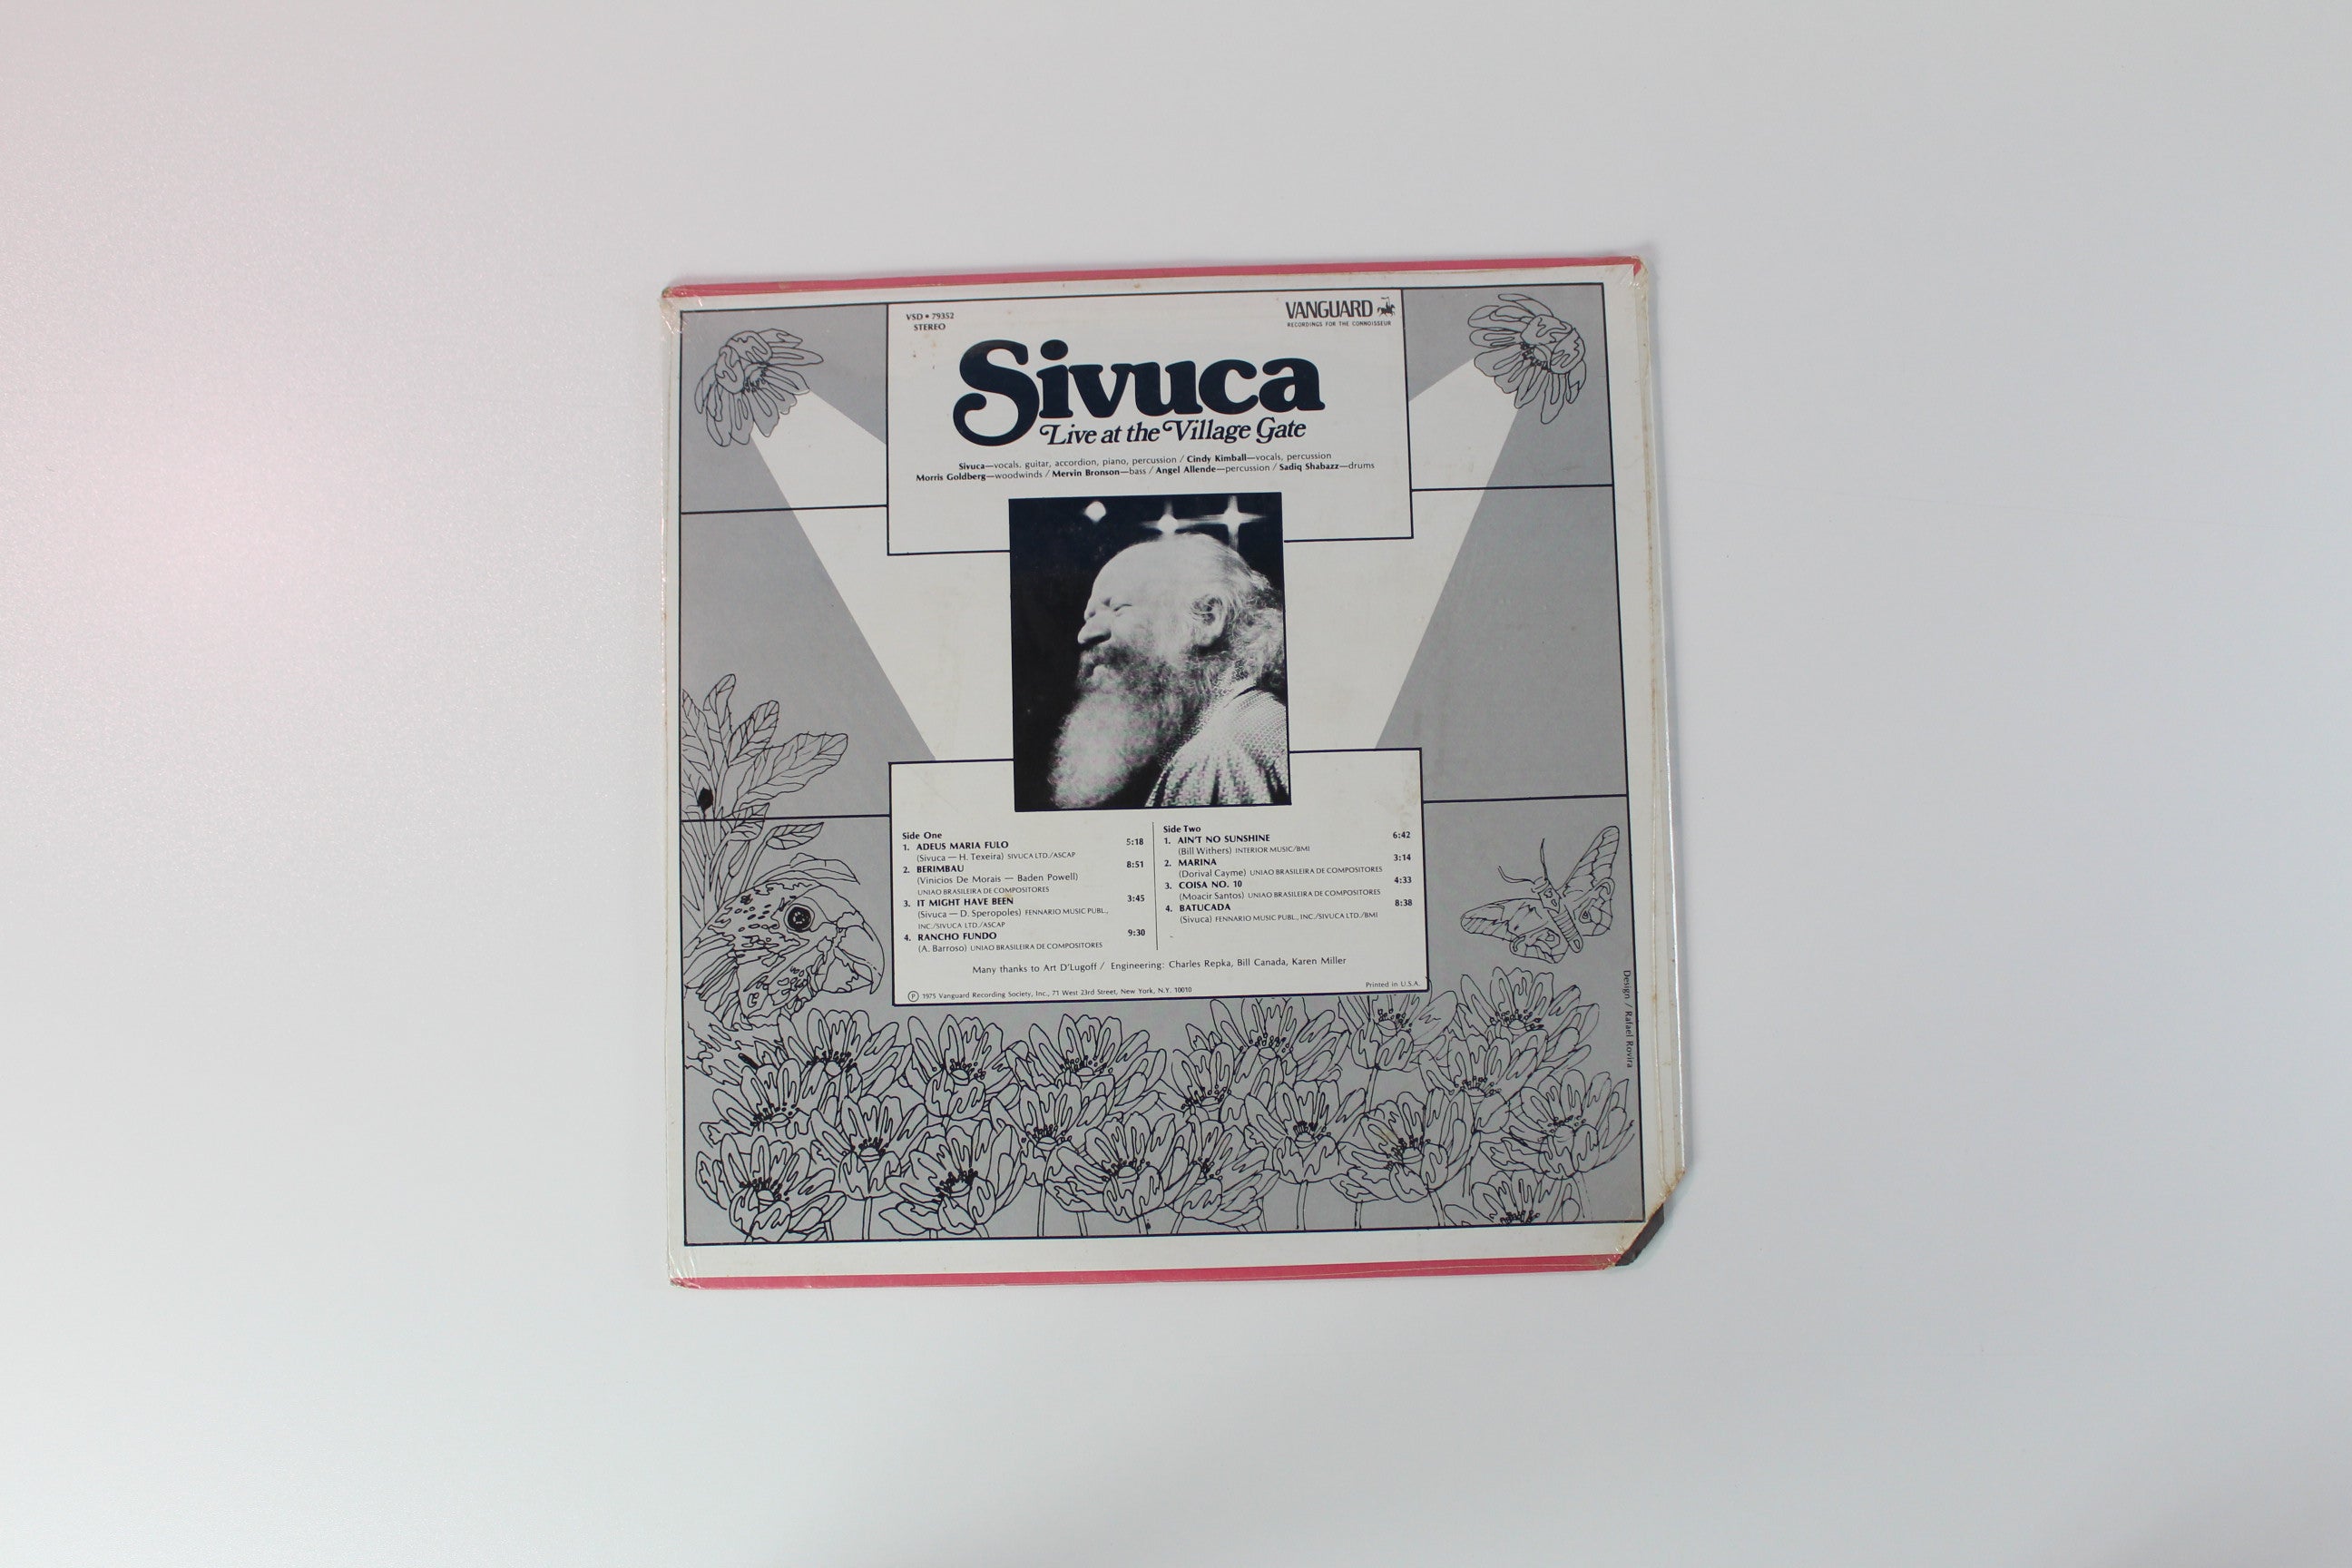 VSD • 79352
STEREO
VANGUARD
RECORDINGS FOR THE CONNOISSEUR
Sivuca
Live at the Village Gate
Sivuca—vocals, guitar, accordion, piano, percussion / Cindy Kimball—vocals, percussion
Morris Goldberg—woodwinds / Mervin Bronson—bass / Angel Allende—percussion / Sadiq Shabazz—drums
Side One
1. ADEUS MARIA FULO 5:18
(Sivuca — H. Texeira) SIVUCA LTD./ASCAP
2. BERIMBAU 8:51
(Vinicios De Morais — Baden Powell)
UNIAO BRASILEIRA DE COMPOSITORES
3. IT MIGHT HAVE BEEN 3:45
(Sivuca — D. Speropoles) FENNARIO MUSIC PUBL.,
INC./SIVUCA LTD./ASCAP
4. RANCHO FUNDO 9:30
(A. Barroso) UNIAO BRASILEIRA DE COMPOSITORES
Side Two
1. AIN'T NO SUNSHINE 6:42
(Bill Withers) INTERIOR MUSIC/BMI
2. MARINA 3:14
(Dorival Cayme) UNIAO BRASILEIRA DE COMPOSITORES
3. COISA NO. 10 4:33
(Moacir Santos) UNIAO BRASILEIRA DE COMPOSITORES
4. BATUCADA 8:38
(Sivuca) FENNARIO MUSIC PUBL., INC./SIVUCA LTD./BMI
Many thanks to Art D'Lugoff / Engineering: Charles Repka, Bill Canada, Karen Miller
Ⓟ 1975 Vanguard Recording Society, Inc., 71 West 23rd Street, New York, N.Y. 10010
Printed in U.S.A.
Design / Rafael Rovira